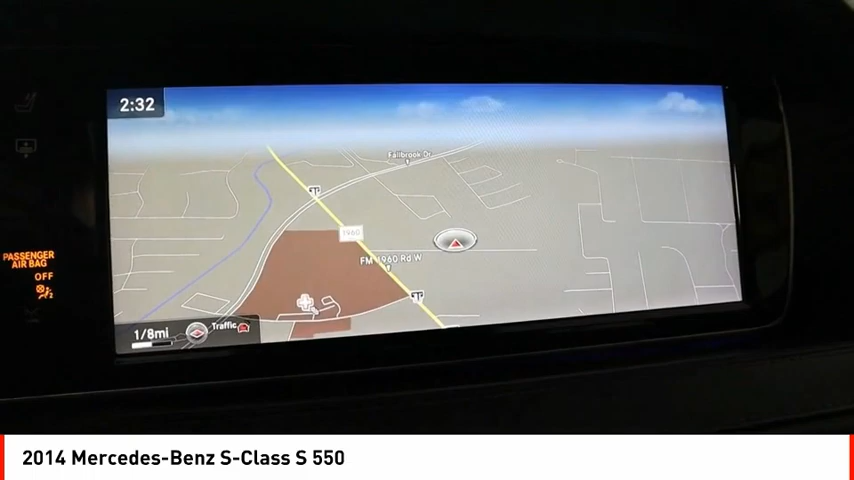 2:32
Fallbrook Dr
1960
FM 1960 Rd W
PASSENGER
AIR BAG
OFF
1/8mi
Traffic
2014 Mercedes-Benz S-Class S 550